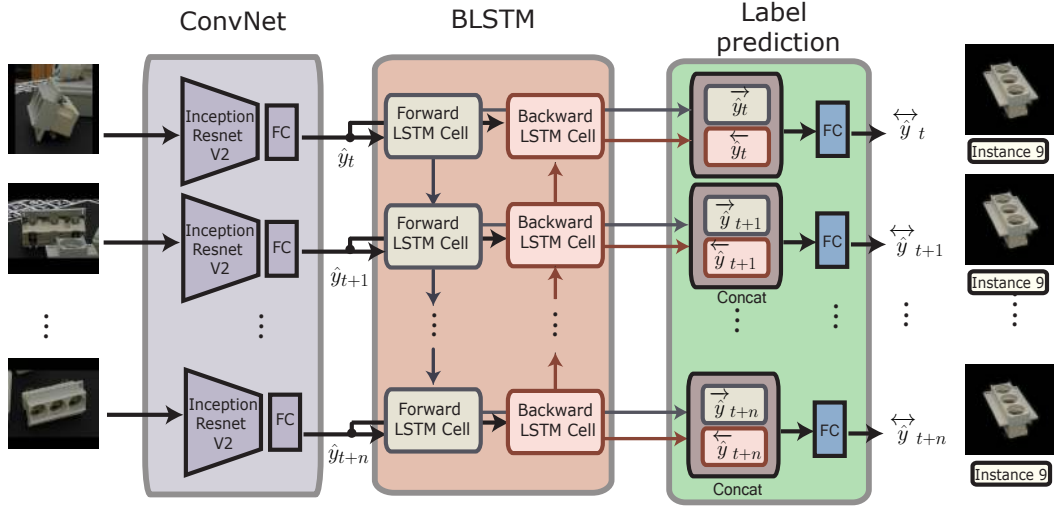 ConvNet
BLSTM
Label
prediction
Inception
Resnet
V2
FC
ŷt
Forward
LSTM Cell
Backward
LSTM Cell
→ŷt
←ŷt
FC
↔ŷ t
Instance 9
Inception
Resnet
V2
FC
ŷt+1
Forward
LSTM Cell
Backward
LSTM Cell
→ŷ t+1
←ŷ t+1
Concat
FC
↔ŷ t+1
Instance 9
Inception
Resnet
V2
FC
ŷt+n
Forward
LSTM Cell
Backward
LSTM Cell
→ŷ t+n
←ŷ t+n
Concat
FC
↔ŷ t+n
Instance 9